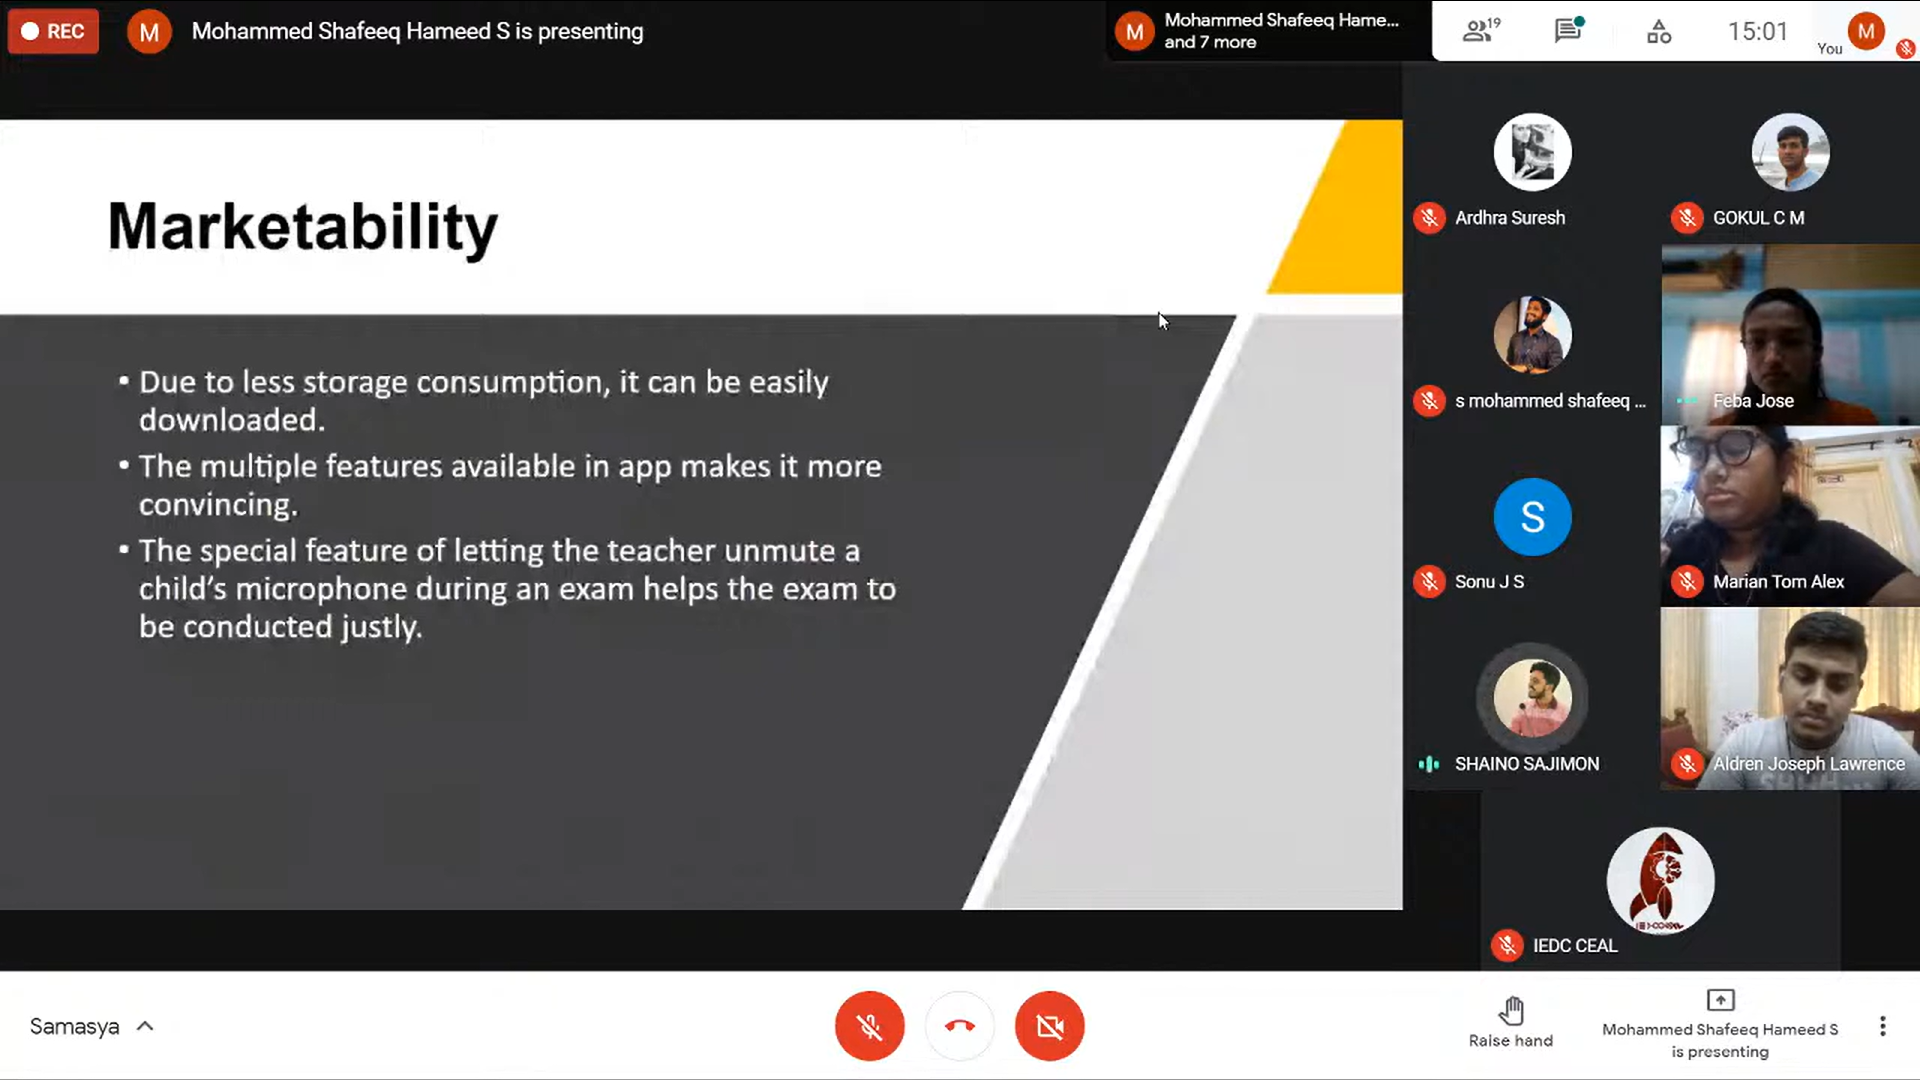 REC
M
Mohammed Shafeeq Hameed S is presenting
M
Mohammed Shafeeq Hame...
and 7 more
19
15:01
You
M
Marketability
• Due to less storage consumption, it can be easily
downloaded.
• The multiple features available in app makes it more
convincing.
• The special feature of letting the teacher unmute a
child’s microphone during an exam helps the exam to
be conducted justly.
Ardhra Suresh
GOKUL C M
s mohammed shafeeq ...
Feba Jose
S
Sonu J S
Marian Tom Alex
SHAINO SAJIMON
Aldren Joseph Lawrence
IEDC CEAL
Samasya
Raise hand
Mohammed Shafeeq Hameed S
is presenting